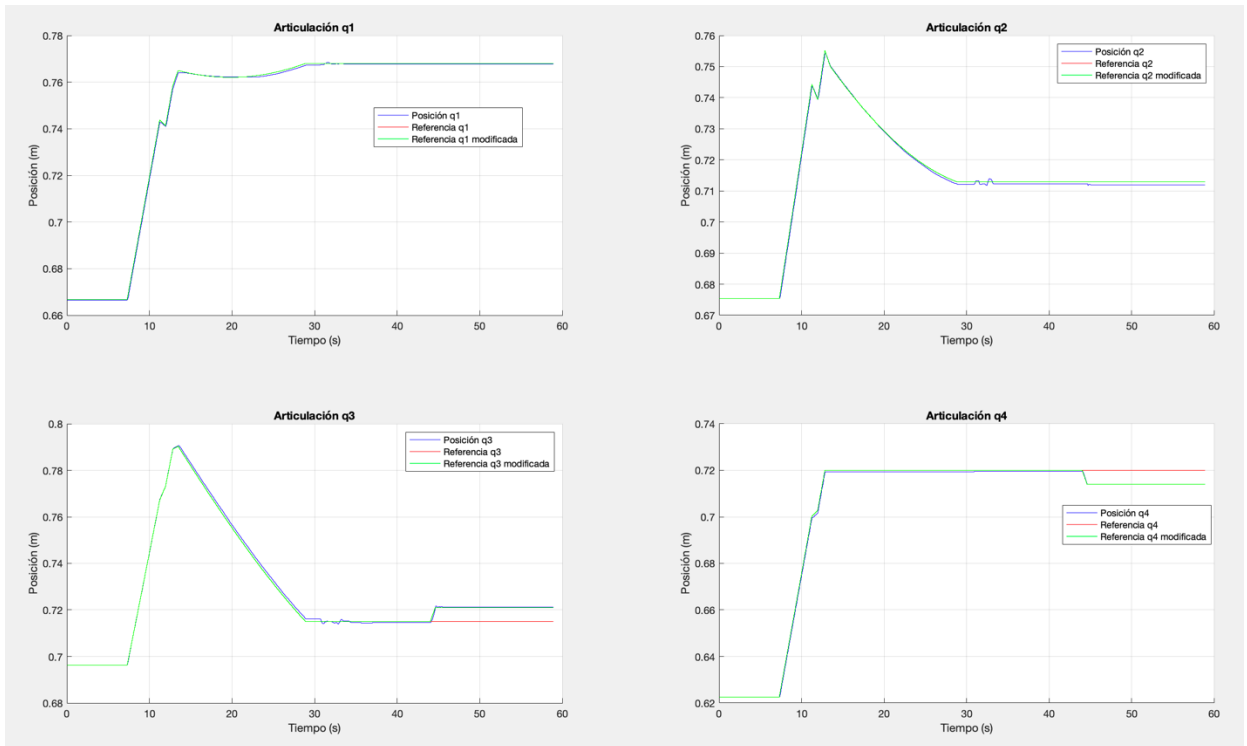 Articulación q1
0.78
0.76
0.74
0.72
0.7
0.68
0.66
Posición (m)
Posición q1
Referencia q1
Referencia q1 modificada
0 10 20 30 40 50 60
Tiempo (s)
Articulación q2
0.76
0.75
0.74
0.73
0.72
0.71
0.7
0.69
0.68
0.67
Posición (m)
Posición q2
Referencia q2
Referencia q2 modificada
0 10 20 30 40 50 60
Tiempo (s)
Articulación q3
0.8
0.78
0.76
0.74
0.72
0.7
0.68
Posición (m)
Posición q3
Referencia q3
Referencia q3 modificada
0 10 20 30 40 50 60
Tiempo (s)
Articulación q4
0.74
0.72
0.7
0.68
0.66
0.64
0.62
Posición (m)
Posición q4
Referencia q4
Referencia q4 modificada
0 10 20 30 40 50 60
Tiempo (s)